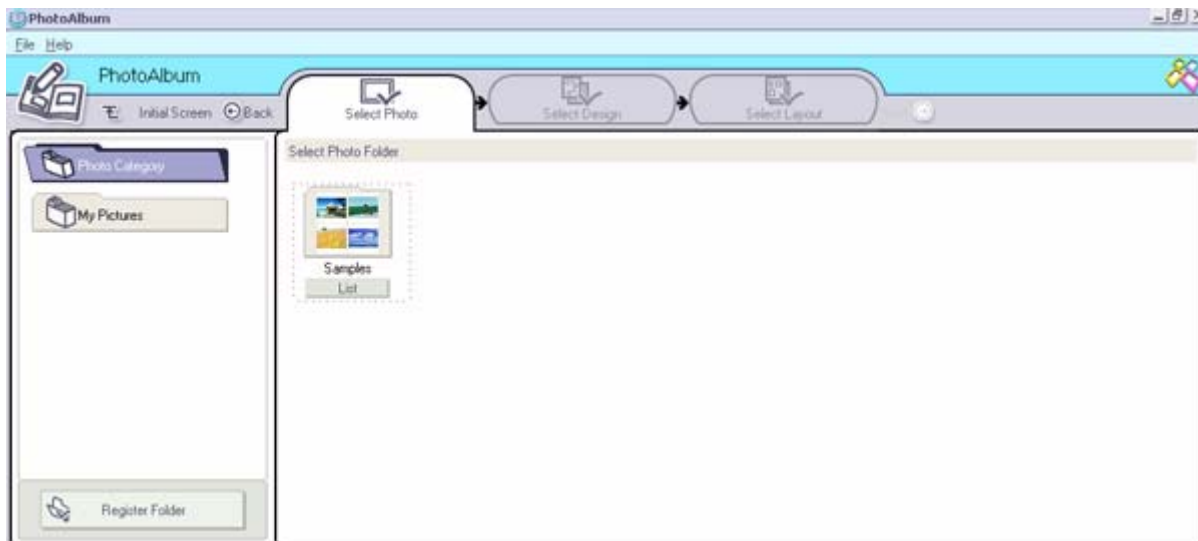 PhotoAlbum
File Help
PhotoAlbum
Initial Screen Back
Select Photo
Select Design
Select Layout
Photo Category
My Pictures
Select Photo Folder
Samples
List
Register Folder